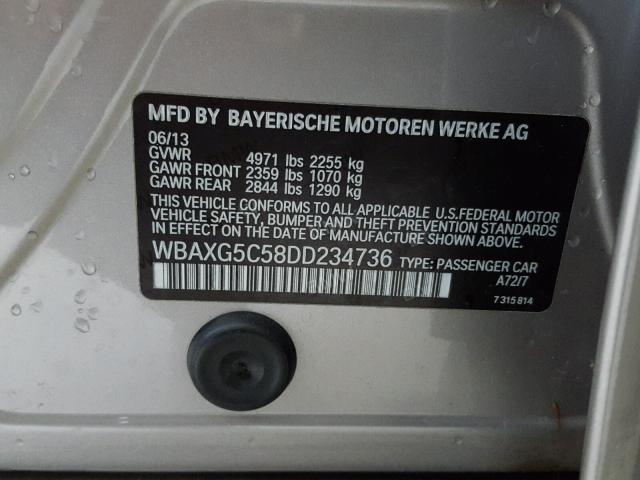 MFD BY BAYERISCHE MOTOREN WERKE AG
06/13
GVWR 4971 lbs 2255 kg
GAWR FRONT 2359 lbs 1070 kg
GAWR REAR 2844 lbs 1290 kg
THIS VEHICLE CONFORMS TO ALL APPLICABLE U.S.FEDERAL MOTOR
VEHICLE SAFETY, BUMPER AND THEFT PREVENTION STANDARDS
IN EFFECT ON THE DATE OF MANUFACTURE SHOWN ABOVE.
WBAXG5C58DD234736 TYPE: PASSENGER CAR
A72/7
7 315 814